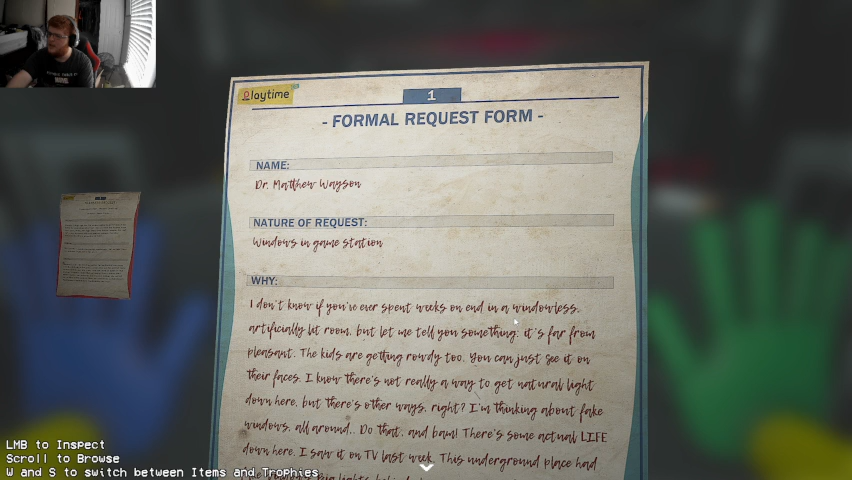 Playtime
1
- FORMAL REQUEST FORM -
NAME:
Dr. Matthew Wayson
NATURE OF REQUEST:
Windows in game station
WHY:
I don't know if you've ever spent weeks on end in a windowless,
artificially lit room, but let me tell you something: it's far from
pleasant. The kids are getting rowdy too. You can just see it on
their faces. I know there's not really a way to get natural light
down here, but there's other ways, right? I'm thinking about fake
windows, all around.. Do that, and bam! There's some actual LIFE
down here. I saw it on TV last week. This underground place had
big lights
LMB to Inspect
Scroll to Browse
W and S to switch between Items and Trophies